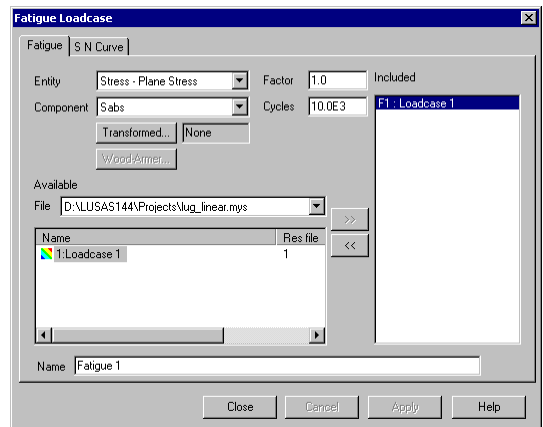 Fatigue Loadcase
Fatigue S N Curve
Entity Stress - Plane Stress Factor 1.0 Included
Component Sabs Cycles 10.0E3 F1 : Loadcase 1
Transformed... None
Wood-Armer...
Available
File D:\LUSAS144\Projects\lug_linear.mys
>>
Name Res file <<
1:Loadcase 1 1
Name Fatigue 1
Close Cancel Apply Help